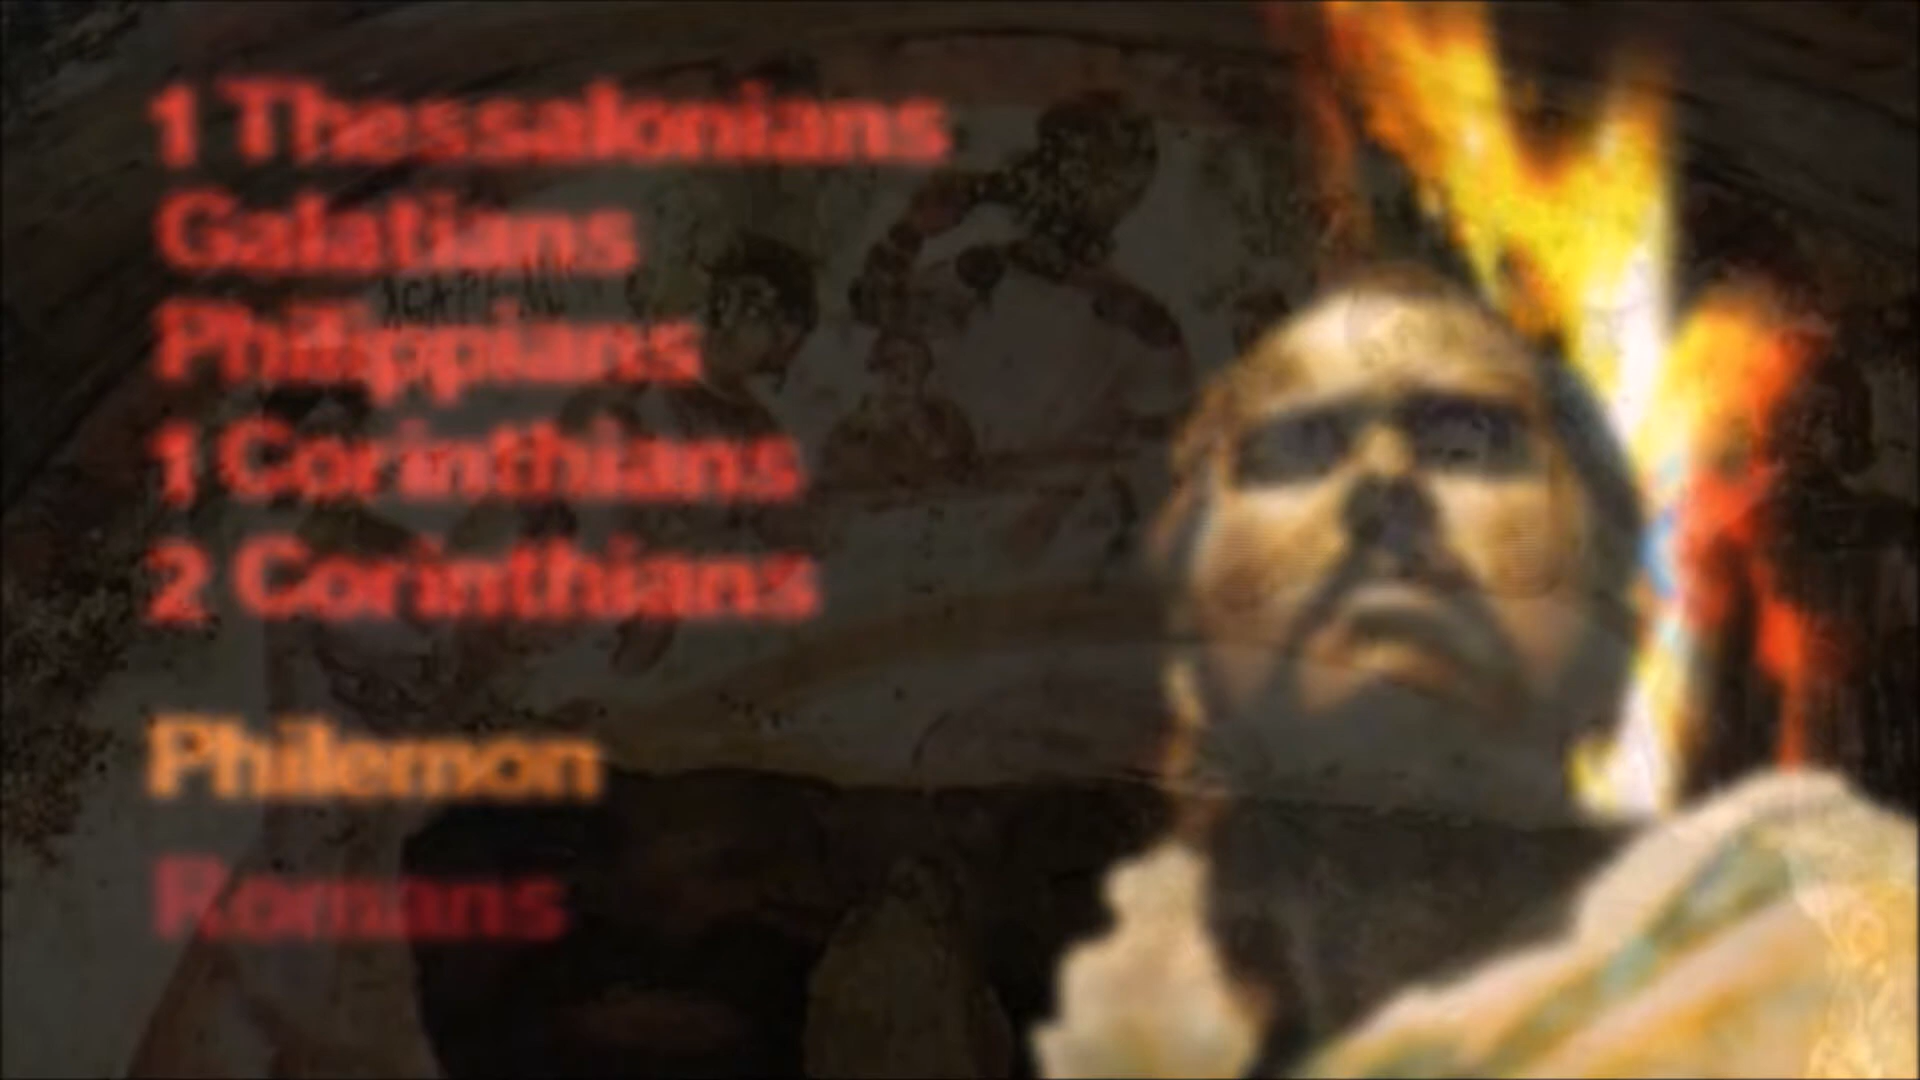 1 Thessalonians
Galatians
Philippians
1 Corinthians
2 Corinthians
Philemon
Romans